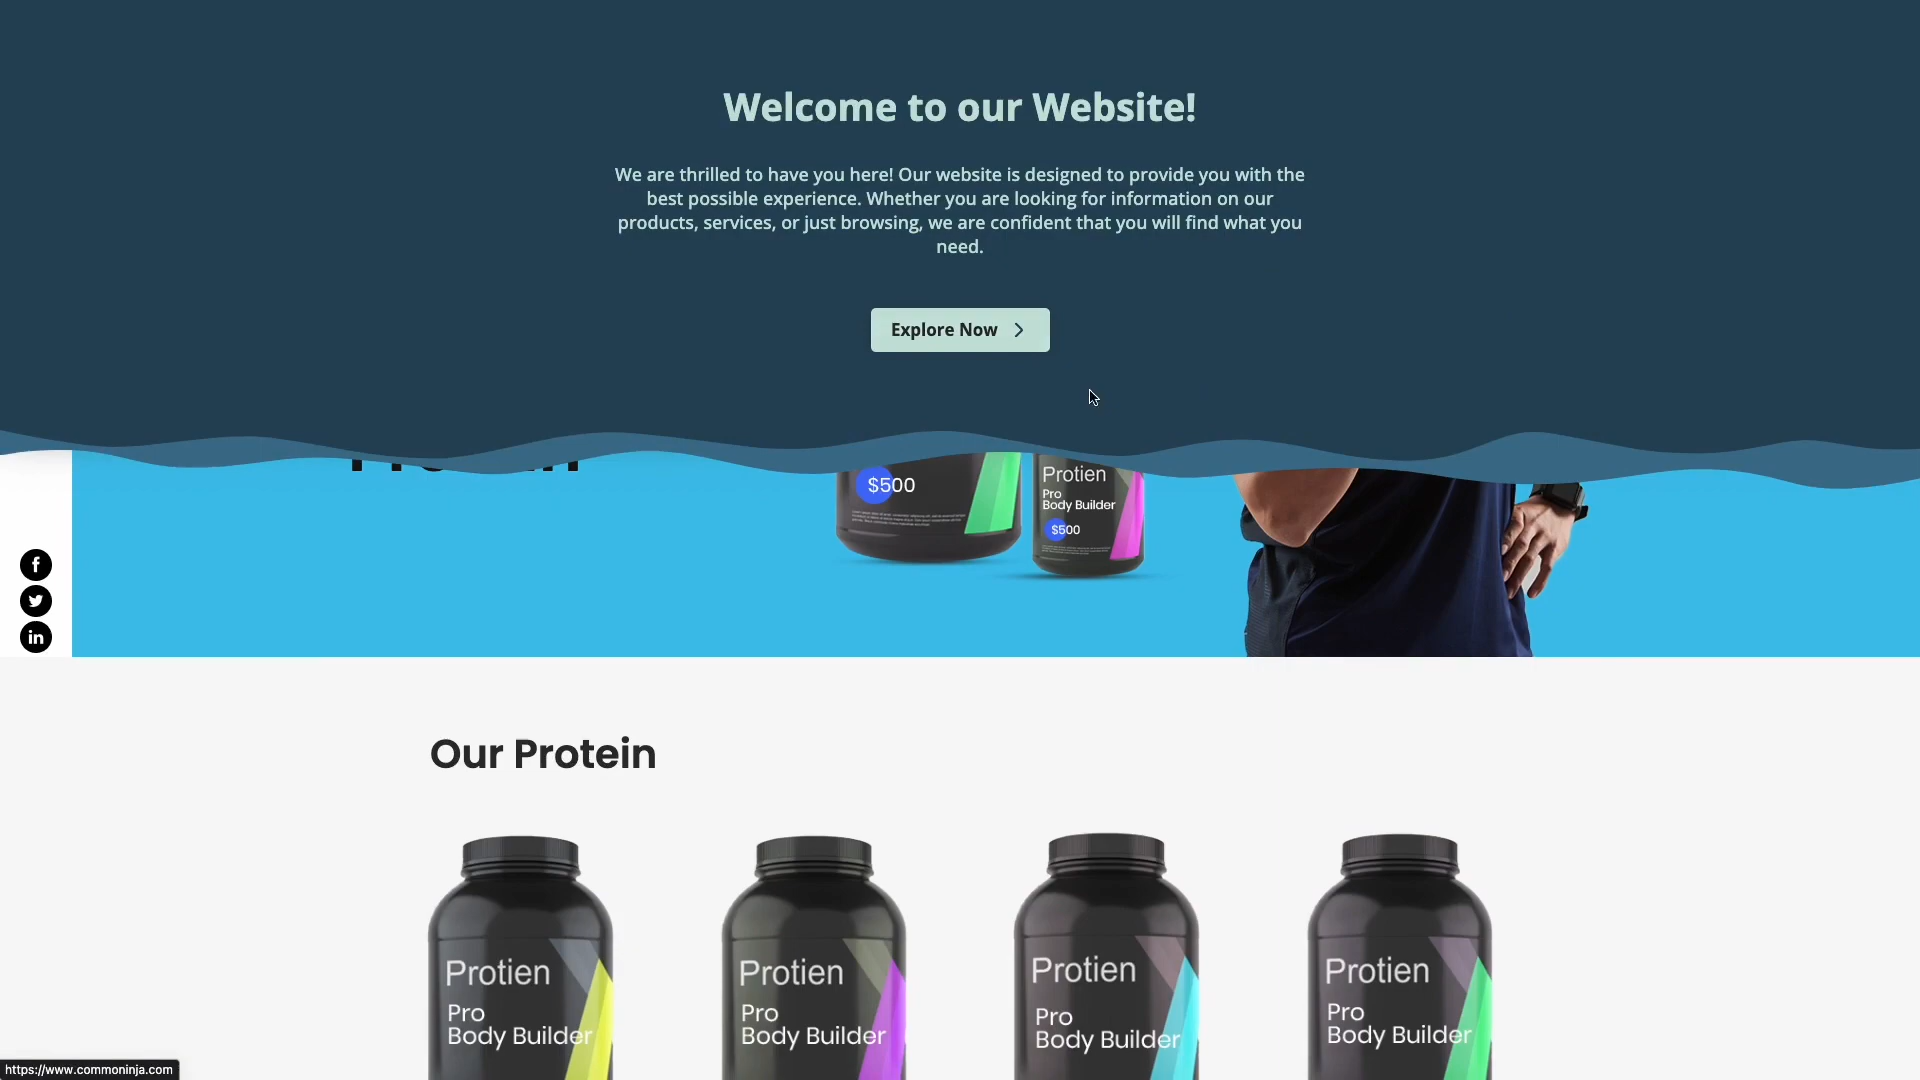 Welcome to our Website!
We are thrilled to have you here! Our website is designed to provide you with the
best possible experience. Whether you are looking for information on our
products, services, or just browsing, we are confident that you will find what you
need.
Explore Now
$500
Protien
Pro
Body Builder
$500
Our Protein
Protien
Pro
Body Builder
Protien
Pro
Body Builder
Protien
Pro
Body Builder
Protien
Pro
Body Builder
https://www.commoninja.com